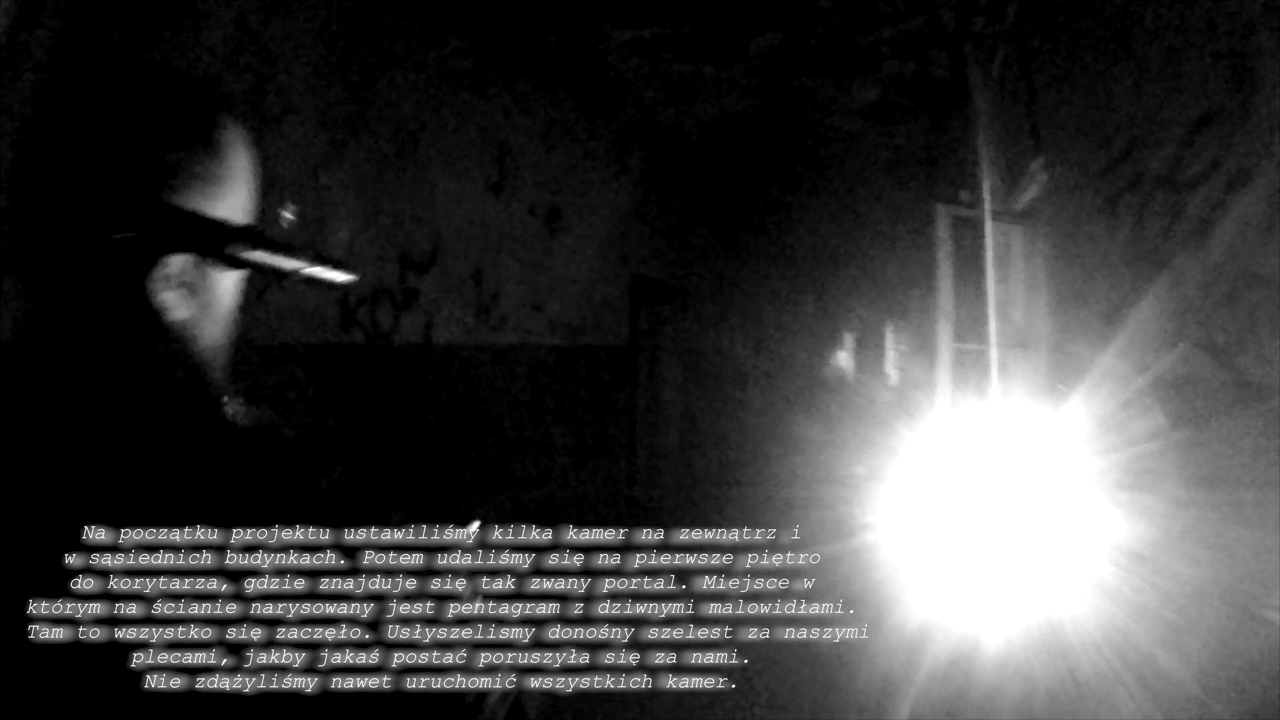 Na początku projektu ustawiliśmy kilka kamer na zewnątrz i
w sąsiednich budynkach. Potem udaliśmy się na pierwsze piętro
do korytarza, gdzie znajduje się tak zwany portal. Miejsce w
którym na ścianie narysowany jest pentagram z dziwnymi malowidłami.
Tam to wszystko się zaczęło. Usłyszelismy donośny szelest za naszymi
plecami, jakby jakaś postać poruszyła się za nami.
Nie zdążyliśmy nawet uruchomić wszystkich kamer.